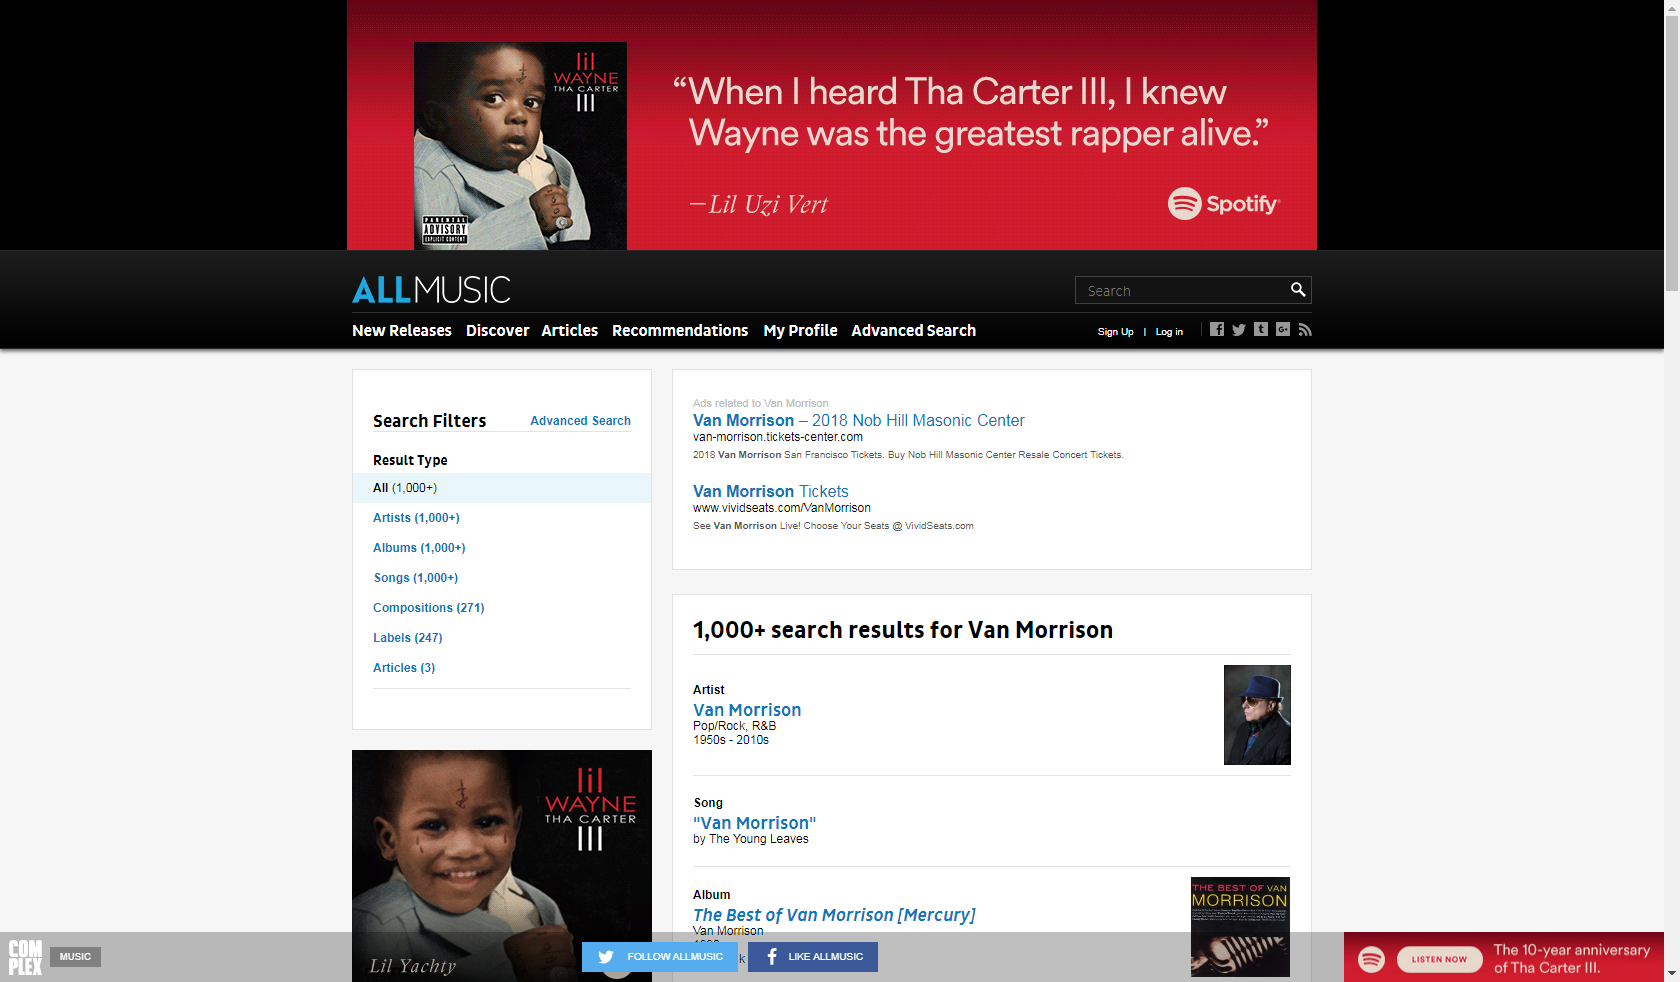 lil
WAYNE
THA CARTER
III
PARENTAL
ADVISORY
EXPLICIT CONTENT
“When I heard Tha Carter III, I knew
Wayne was the greatest rapper alive.”
—Lil Uzi Vert
Spotify
ALLMUSIC
Search
New Releases Discover Articles Recommendations My Profile Advanced Search
Sign Up | Log in
Search Filters Advanced Search
Result Type
All (1,000+)
Artists (1,000+)
Albums (1,000+)
Songs (1,000+)
Compositions (271)
Labels (247)
Articles (3)
lil
WAYNE
THA CARTER
III
Lil Yachty
Ads related to Van Morrison
Van Morrison – 2018 Nob Hill Masonic Center
van-morrison.tickets-center.com
2018 Van Morrison San Francisco Tickets. Buy Nob Hill Masonic Center Resale Concert Tickets.
Van Morrison Tickets
www.vividseats.com/VanMorrison
See Van Morrison Live! Choose Your Seats @ VividSeats.com
1,000+ search results for Van Morrison
Artist
Van Morrison
Pop/Rock, R&B
1950s - 2010s
Song
"Van Morrison"
by The Young Leaves
Album
The Best of Van Morrison [Mercury]
Van Morrison
THE BEST OF VAN
MORRISON
COMPLEX
MUSIC
FOLLOW ALLMUSIC
LIKE ALLMUSIC
LISTEN NOW
The 10-year anniversary
of Tha Carter III.